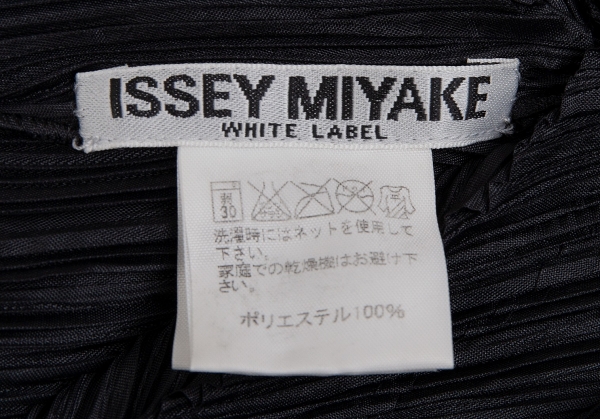 ISSEY MIYAKE
WHITE LABEL
30
洗濯時にはネットを使用して
下さい。
家庭での乾燥機はお避け下
さい。
ポリエステル100%